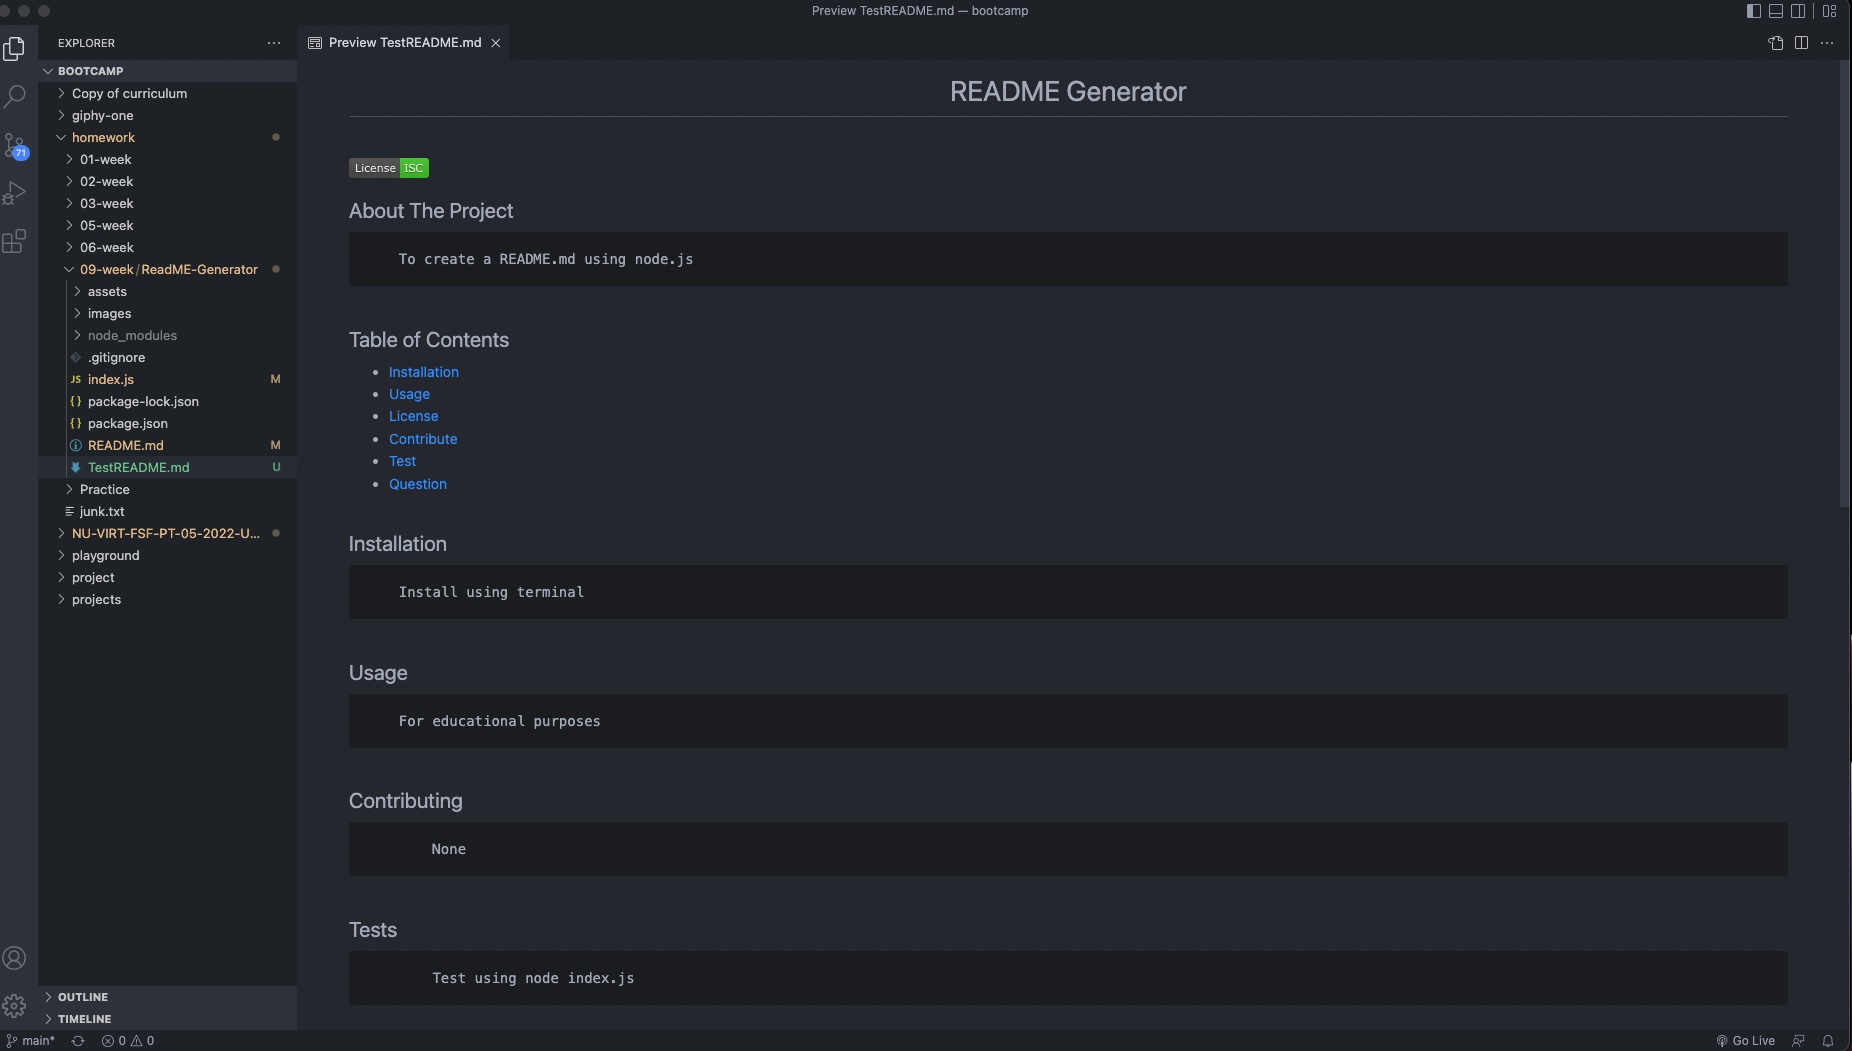 Preview TestREADME.md — bootcamp
EXPLORER
Preview TestREADME.md
BOOTCAMP
Copy of curriculum
giphy-one
homework
01-week
02-week
03-week
05-week
06-week
09-week/ReadME-Generator
assets
images
node_modules
.gitignore
JS index.js M
{} package-lock.json
{} package.json
README.md M
TestREADME.md U
Practice
junk.txt
NU-VIRT-FSF-PT-05-2022-U...
playground
project
projects
OUTLINE
TIMELINE
71
README Generator
License ISC
About The Project
To create a README.md using node.js
Table of Contents
Installation
Usage
License
Contribute
Test
Question
Installation
Install using terminal
Usage
For educational purposes
Contributing
None
Tests
Test using node index.js
main* 0 0 Go Live